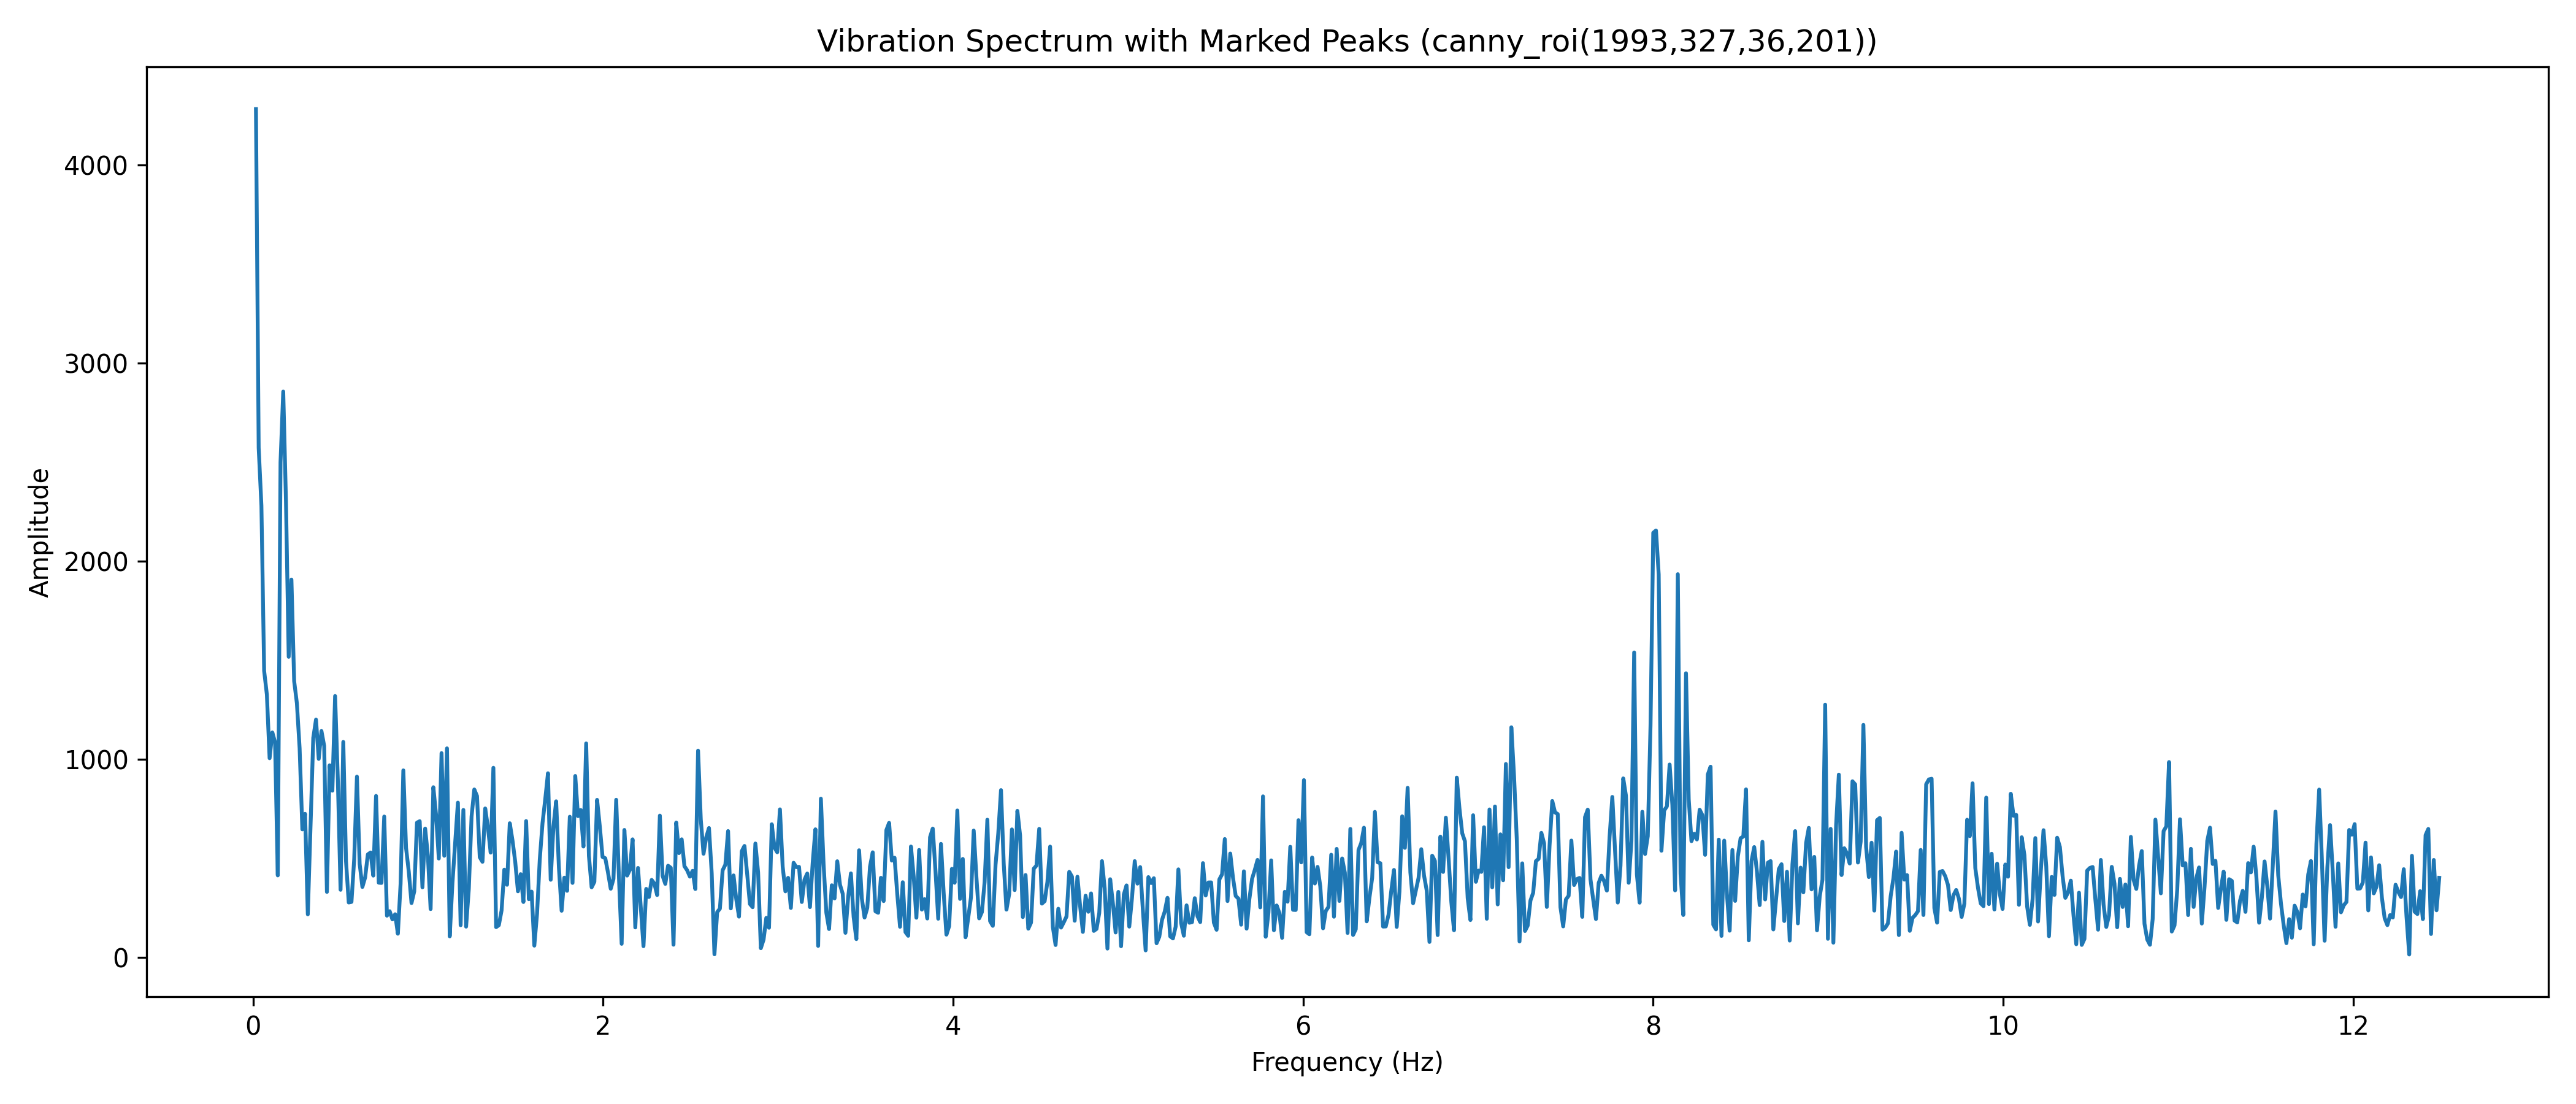 Vibration Spectrum with Marked Peaks (canny_roi(1993,327,36,201))
4000
3000
2000
1000
0
Amplitude
0 2 4 6 8 10 12
Frequency (Hz)